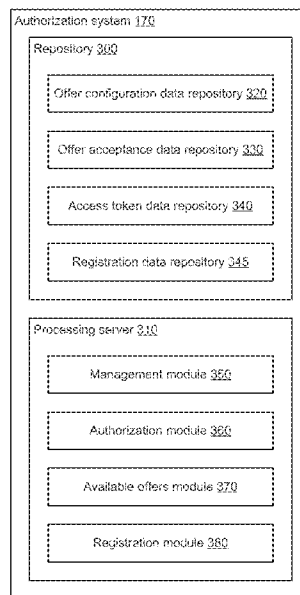 Authorization system 170
Repository 300
Offer configuration data repository 320
Offer acceptance data repository 330
Access token data repository 340
Registration data repository 345
Processing server 310
Management module 350
Authorization module 360
Available offers module 370
Registration module 380